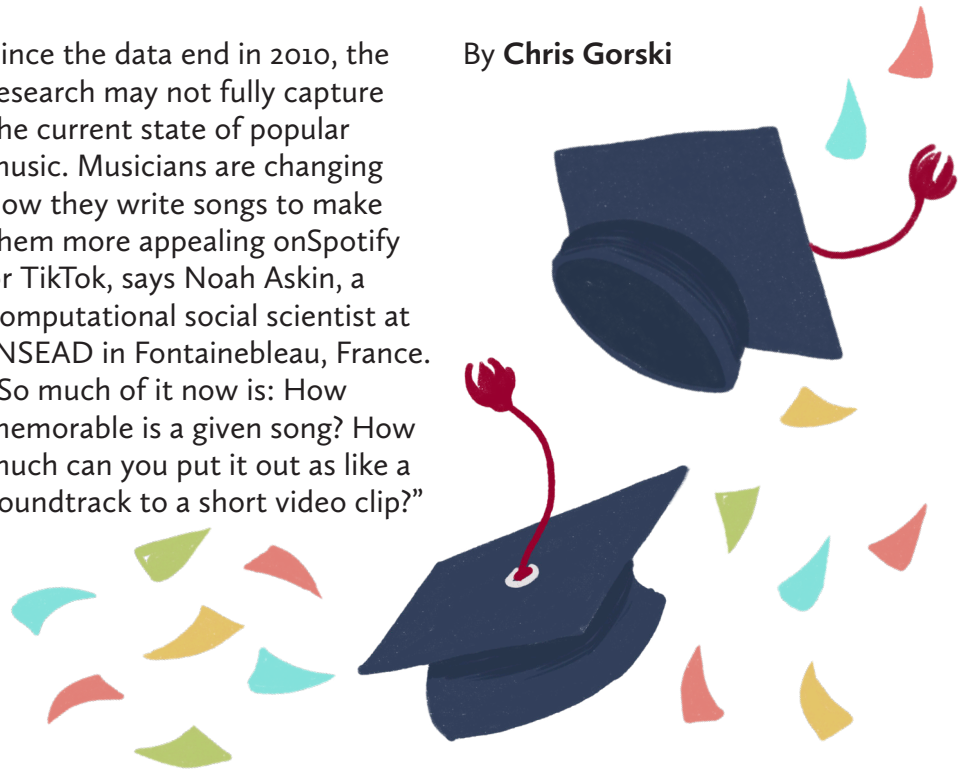 ince the data end in 2010, the
esearch may not fully capture
he current state of popular
nusic. Musicians are changing
ow they write songs to make
hem more appealing onSpotify
r TikTok, says Noah Askin, a
omputational social scientist at
NSEAD in Fontainebleau, France.
So much of it now is: How
nemorable is a given song? How
nuch can you put it out as like a
oundtrack to a short video clip?”
By Chris Gorski